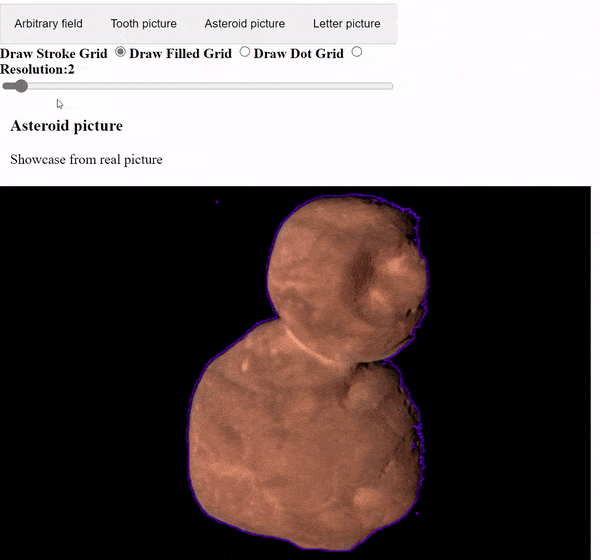 Arbitrary field Tooth picture Asteroid picture Letter picture
Draw Stroke Grid Draw Filled Grid Draw Dot Grid
Resolution:2
Asteroid picture
Showcase from real picture